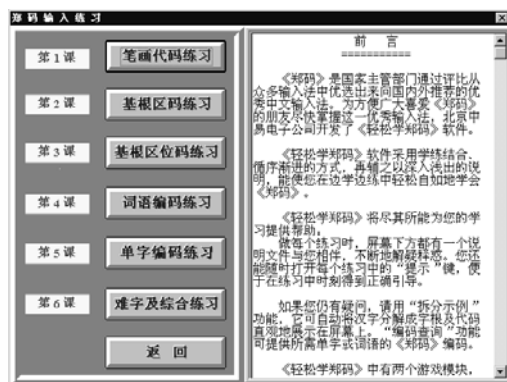 郑码输入练习
第1课
笔画代码练习
第2课
基根区码练习
第3课
基根区位码练习
第4课
词语编码练习
第5课
单字编码练习
第6课
难字及综合练习
返 回
前 言
===========
《郑码》是国家主管部门通过评比从
众多输入法中优选出来向国内外推荐的优
秀中文输入法，为方便广大喜爱《郑码》
的朋友尽快掌握这一优秀输入法，北京中
易电子公司开发了《轻松学郑码》软件。
《轻松学郑码》软件采用学练结合、
循序渐进的方式，再辅之以深入浅出的说
明，能使您在边学边练中轻松自如地学会
《郑码》。
《轻松学郑码》将尽其所能为您的学
习提供帮助。
做每个练习时，屏幕下方都有一个说
明文件与您相伴，不断地解疑释惑。您还
能随时打开每个练习中的“提示”键，便
于在练习中时刻得到正确引导。
如果您仍有疑问，请用“拆分示例”
功能，它可自动将汉字分解成字根及代码
直观地展示在屏幕上。“编码查询”功能
可提供所需单字或词语的《郑码》编码。
《轻松学郑码》中有两个游戏模块，